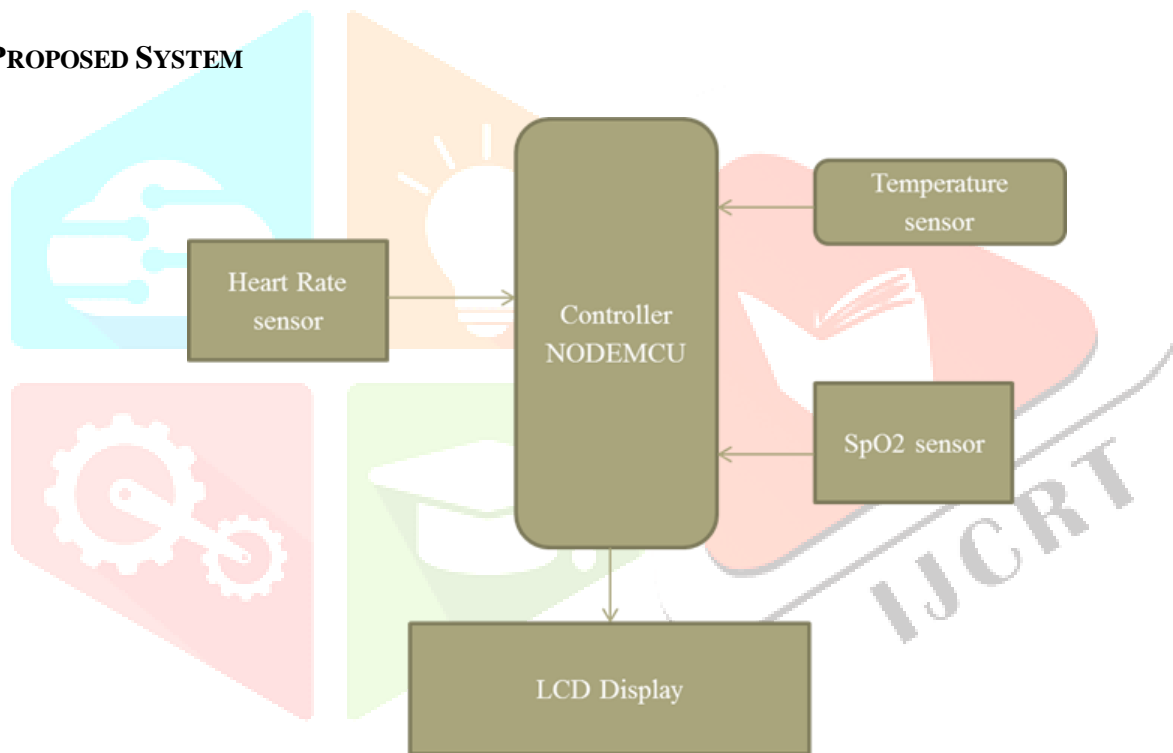 PROPOSED SYSTEM
Temperature
sensor
Heart Rate
sensor
Controller
NODEMCU
SpO2 sensor
IJCRT
LCD Display